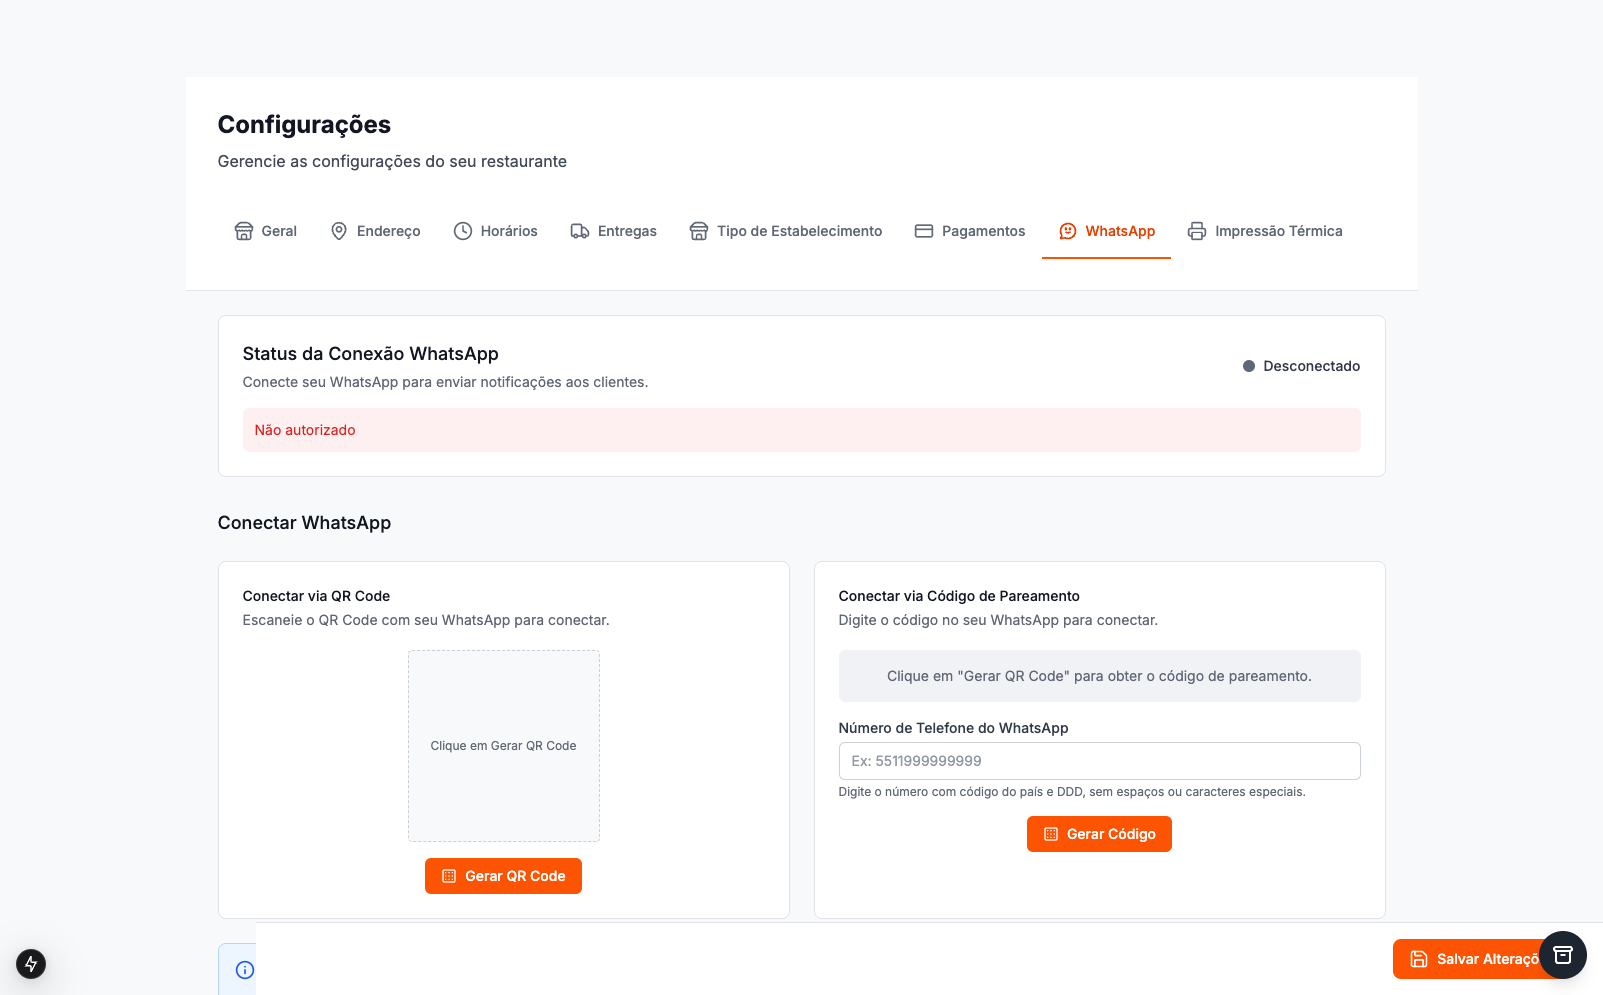 Configurações
Gerencie as configurações do seu restaurante
Geral
Endereço
Horários
Entregas
Tipo de Estabelecimento
Pagamentos
WhatsApp
Impressão Térmica
Status da Conexão WhatsApp
Conecte seu WhatsApp para enviar notificações aos clientes.
Desconectado
Não autorizado
Conectar WhatsApp
Conectar via QR Code
Escaneie o QR Code com seu WhatsApp para conectar.
Clique em Gerar QR Code
Gerar QR Code
Conectar via Código de Pareamento
Digite o código no seu WhatsApp para conectar.
Clique em "Gerar QR Code" para obter o código de pareamento.
Número de Telefone do WhatsApp
Ex: 5511999999999
Digite o número com código do país e DDD, sem espaços ou caracteres especiais.
Gerar Código
Salvar Alteraçõ